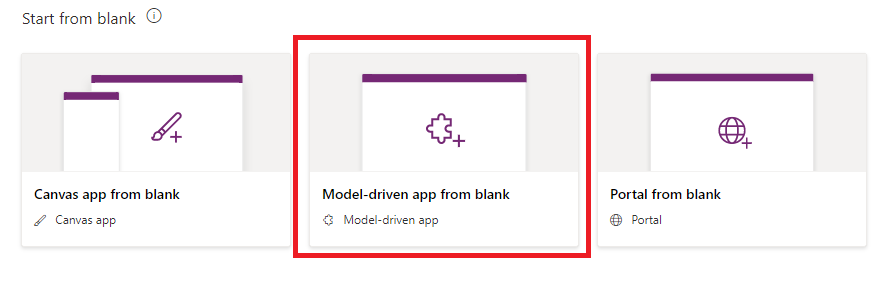 Start from blank
Canvas app from blank
Canvas app
Model-driven app from blank
Model-driven app
Portal from blank
Portal